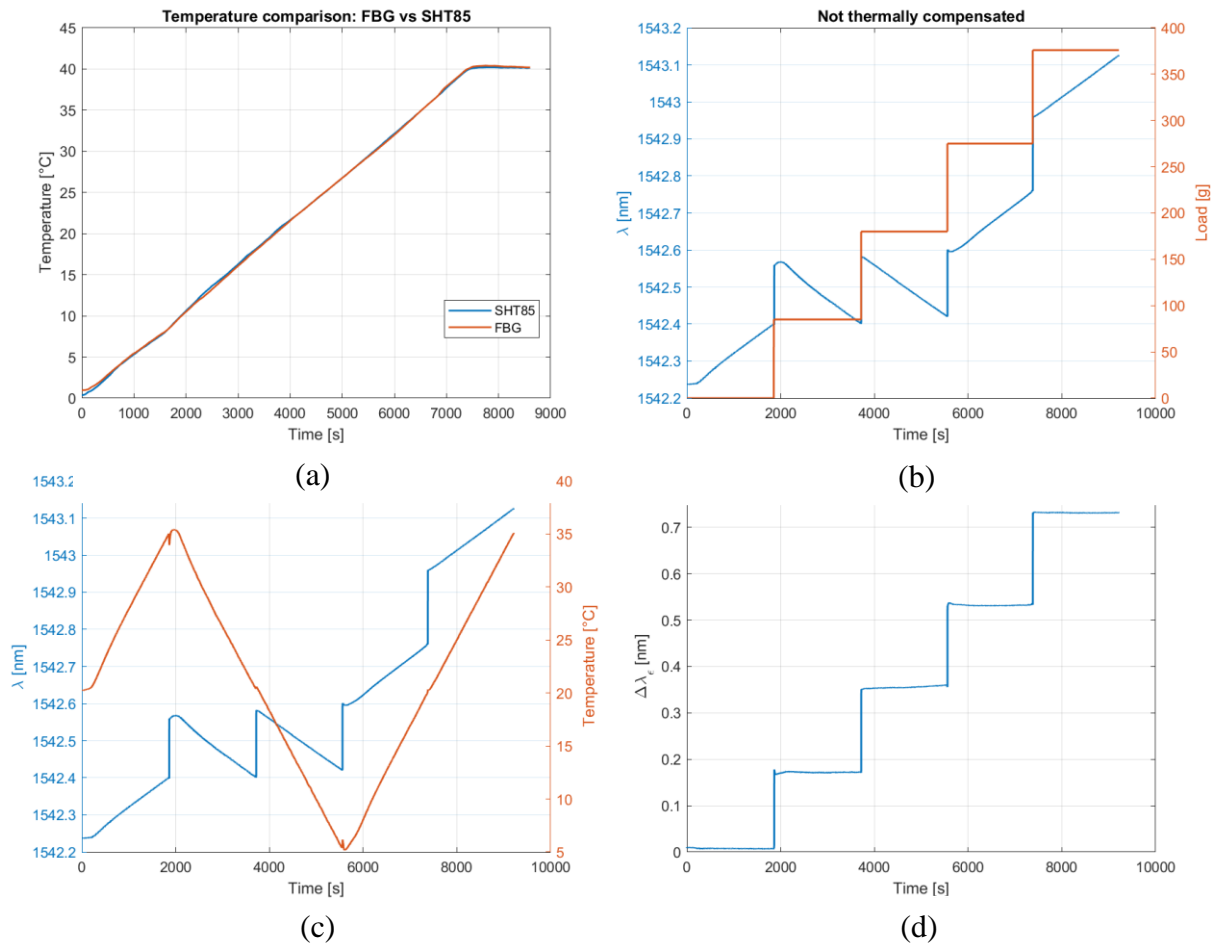 Temperature comparison: FBG vs SHT85
45
40
35
30
25
20
15
10
5
0
Temperature [°C]
SHT85
FBG
0 1000 2000 3000 4000 5000 6000 7000 8000 9000
Time [s]
(a)
Not thermally compensated
1543.2
1543.1
1543
1542.9
1542.8
1542.7
1542.6
1542.5
1542.4
1542.3
1542.2
λ [nm]
400
350
300
250
200
150
100
50
0
Load [g]
0 2000 4000 6000 8000 10000
Time [s]
(b)
1543.2
1543.1
1543
1542.9
1542.8
1542.7
1542.6
1542.5
1542.4
1542.3
1542.2
λ [nm]
40
35
30
25
20
15
10
5
Temperature [°C]
0 2000 4000 6000 8000 10000
Time [s]
(c)
0.7
0.6
0.5
0.4
0.3
0.2
0.1
0
Δλϵ [nm]
0 2000 4000 6000 8000 10000
Time [s]
(d)